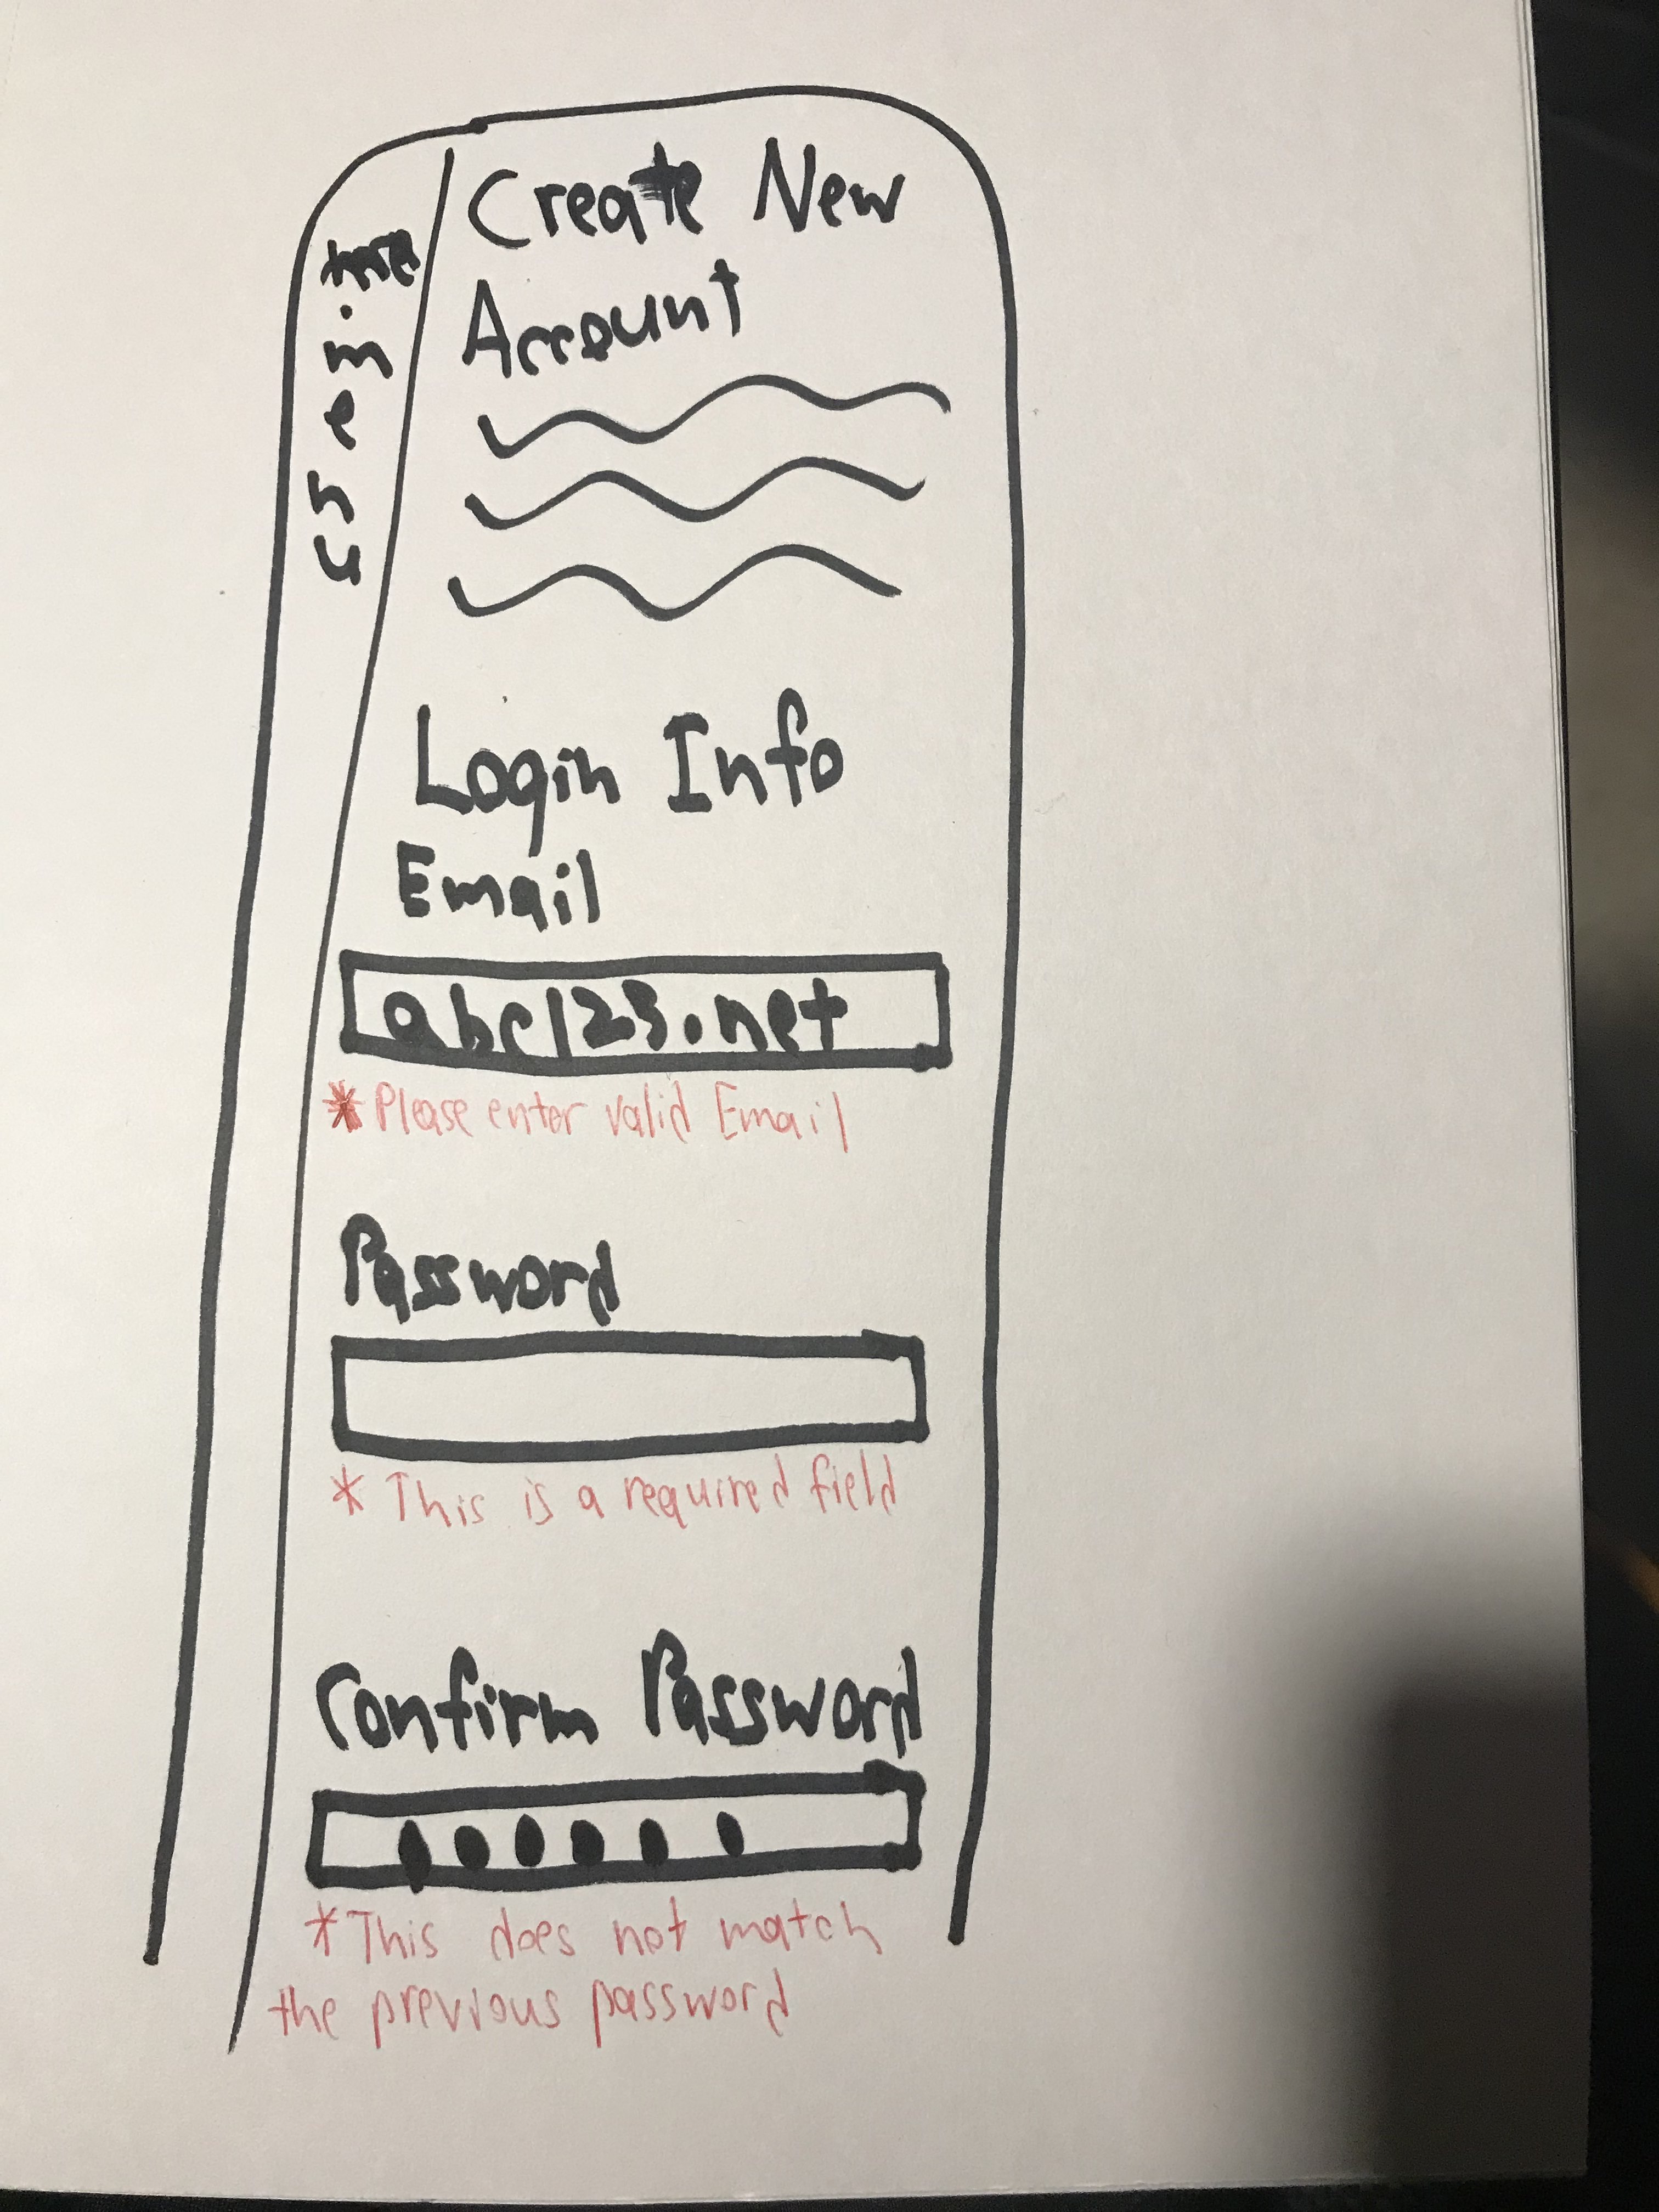 Create New
Account
Login Info
Email
abc123.net
*Please enter valid Email
Password
* This is a required field
Confirm Password
*This does not match
the previous password